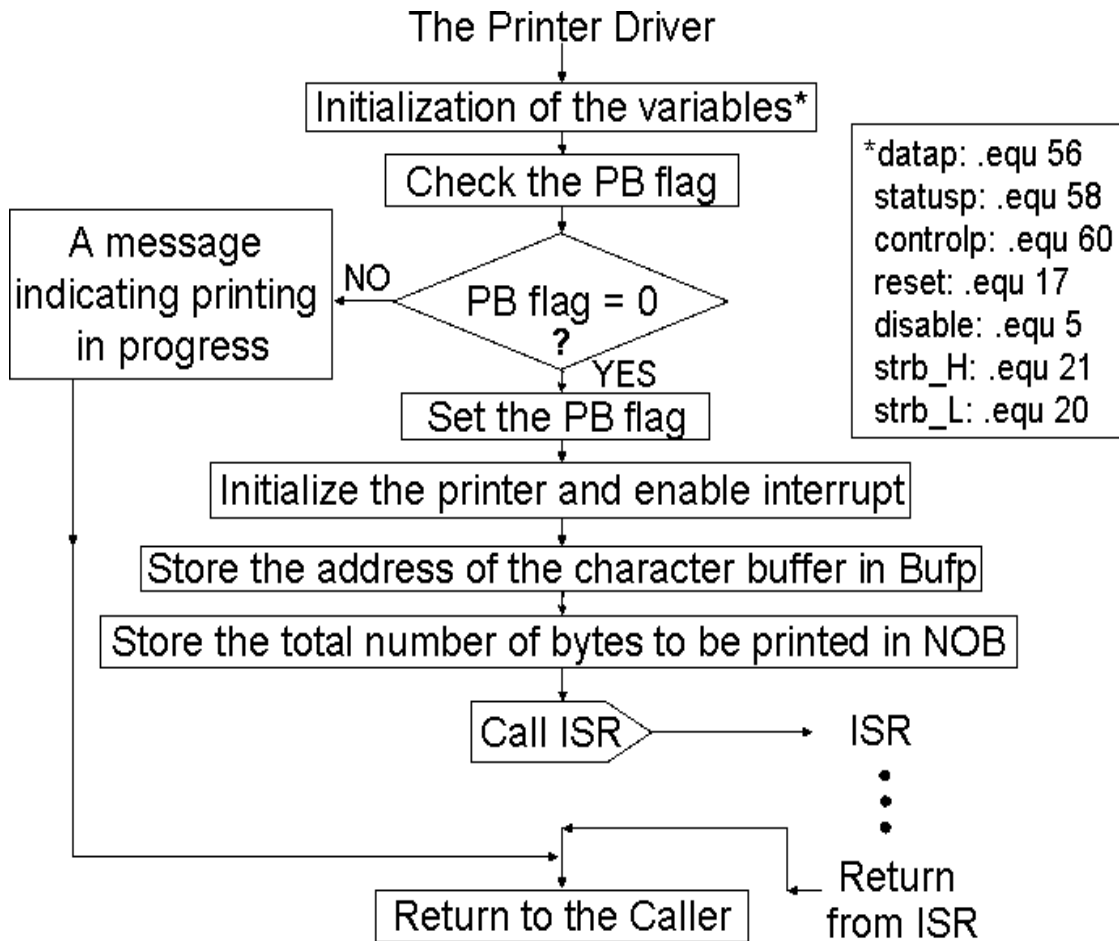 The Printer Driver
Initialization of the variables*
Check the PB flag
A message
indicating printing
in progress
NO
PB flag = 0
?
YES
Set the PB flag
Initialize the printer and enable interrupt
Store the address of the character buffer in Bufp
Store the total number of bytes to be printed in NOB
Call ISR
ISR
Return
from ISR
Return to the Caller
*datap: .equ 56
statusp: .equ 58
controlp: .equ 60
reset: .equ 17
disable: .equ 5
strb_H: .equ 21
strb_L: .equ 20